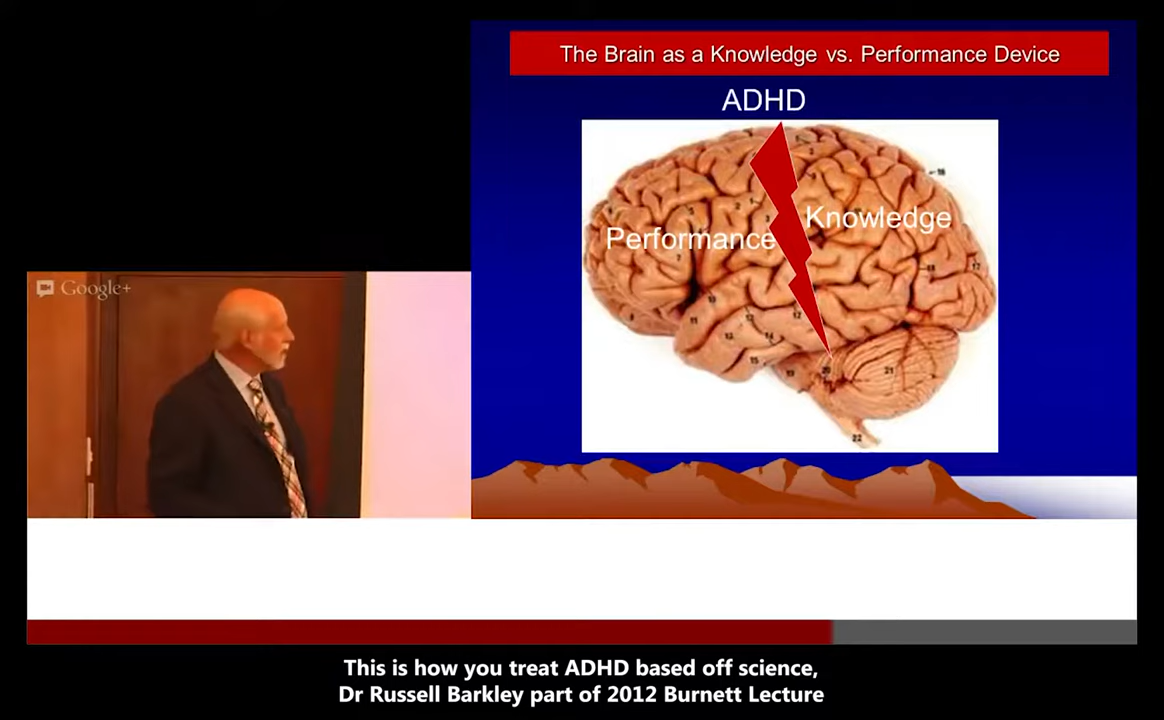 The Brain as a Knowledge vs. Performance Device
ADHD
Knowledge
Performance
Google+
This is how you treat ADHD based off science,
Dr Russell Barkley part of 2012 Burnett Lecture